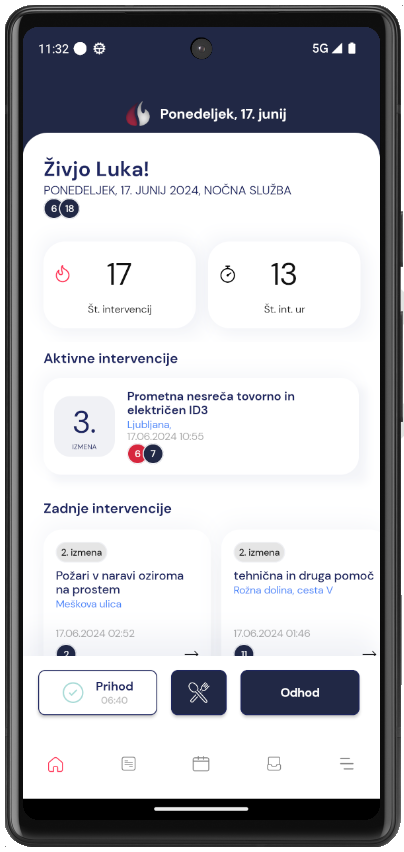 11:32
5G
Ponedeljek, 17. junij
Živjo Luka!
PONEDELJEK, 17. JUNIJ 2024, NOČNA SLUŽBA
6 18
17
Št. intervencij
13
Št. int. ur
Aktivne intervencije
3.
IZMENA
Prometna nesreča tovorno in
električen ID3
Ljubljana,
17.06.2024 10:55
6 7
Zadnje intervencije
2. izmena
Požari v naravi oziroma
na prostem
Meškova ulica
17.06.2024 02:52
2
2. izmena
tehnična in druga pomoč
Rožna dolina, cesta V
17.06.2024 01:46
11
Prihod
06:40
Odhod